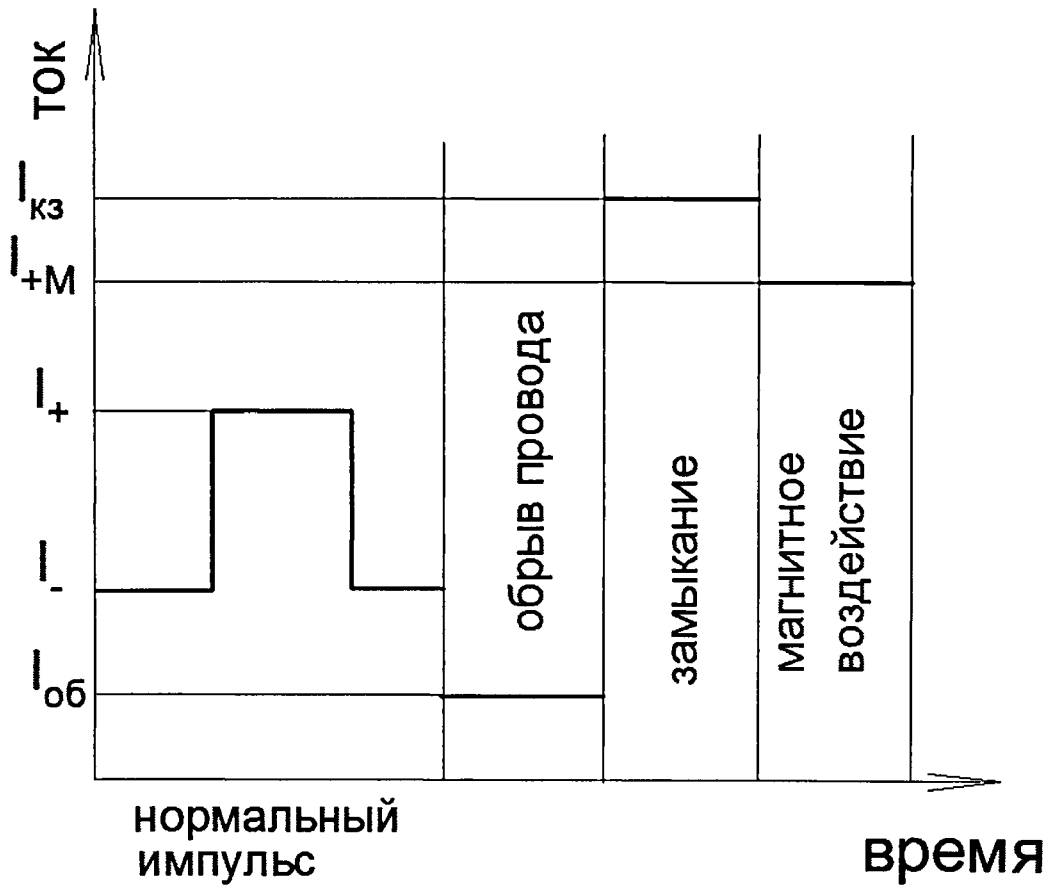 ток
Iкз
I+М
I+
I-
Iоб
обрыв провода
замыкание
магнитное
воздействие
нормальный
импульс
время